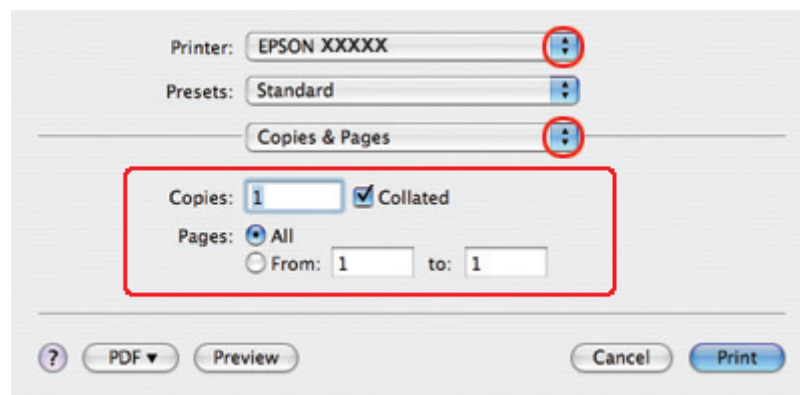 Printer: EPSON XXXXX
Presets: Standard
Copies & Pages
Copies: 1 Collated
Pages: All
From: 1 to: 1
? PDF▼ Preview Cancel Print